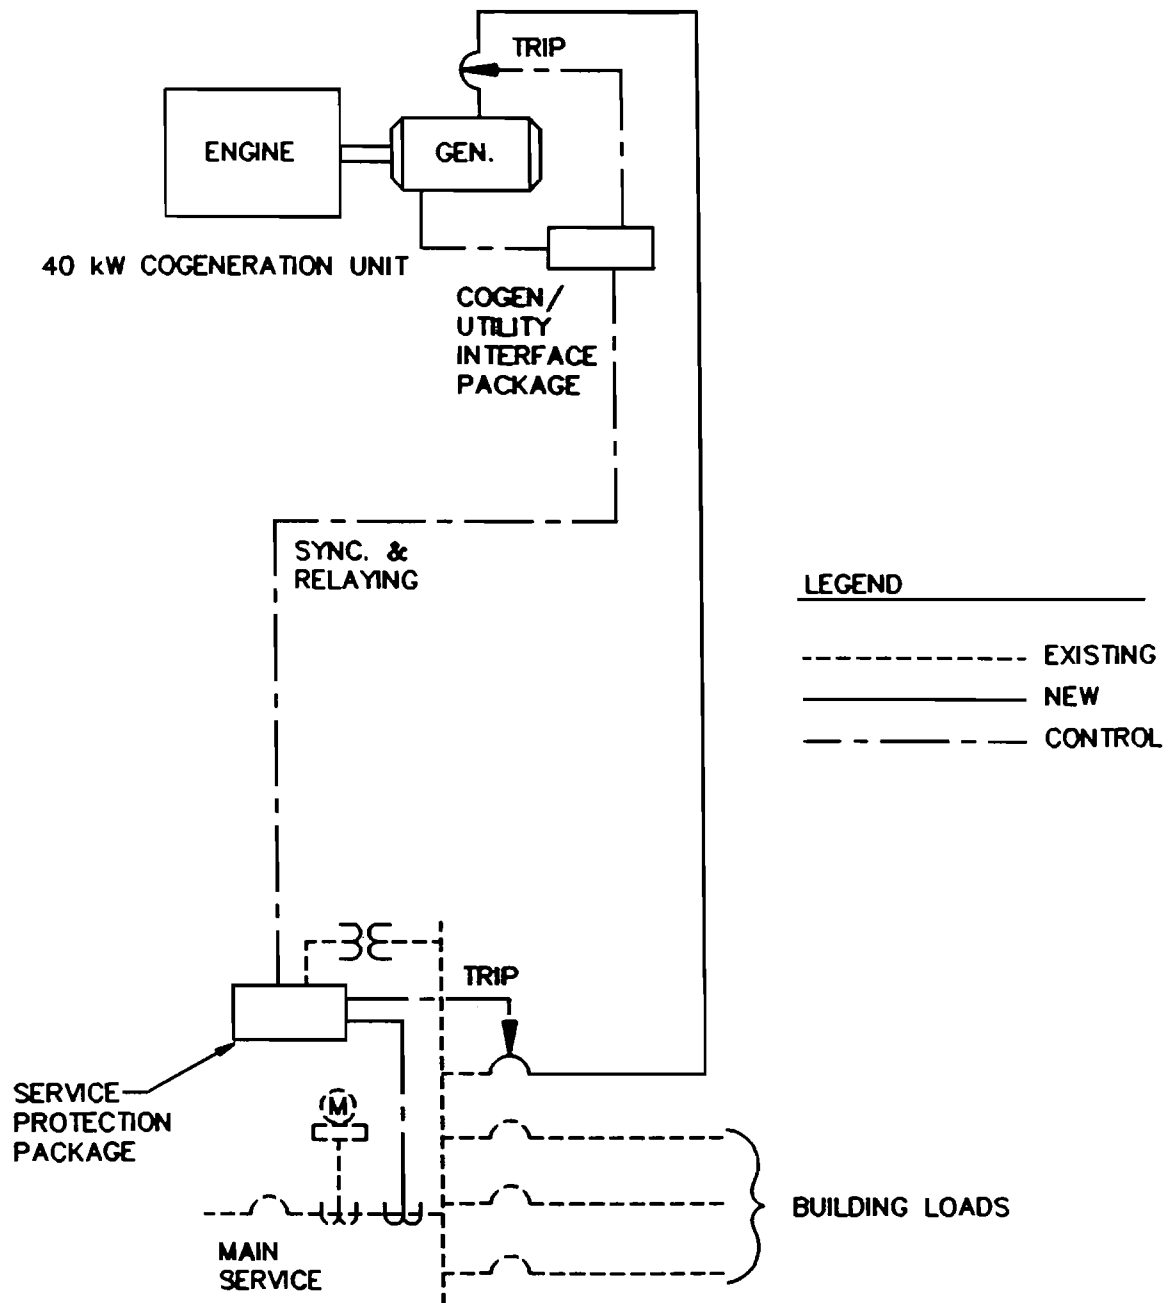 TRIP
ENGINE
GEN.
40 kW COGENERATION UNIT
COGEN/
UTILITY
INTERFACE
PACKAGE
SYNC. &
RELAYING
LEGEND
EXISTING
NEW
CONTROL
TRIP
SERVICE
PROTECTION
PACKAGE
M
BUILDING LOADS
MAIN
SERVICE